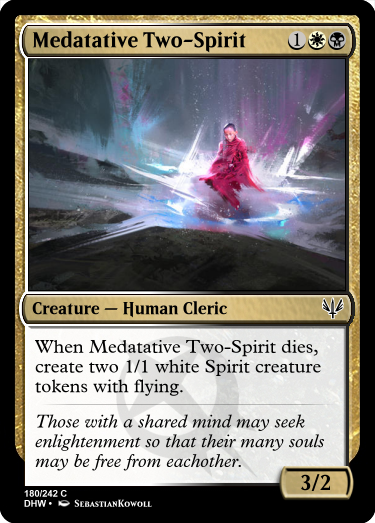 Medatative Two-Spirit 1
Creature — Human Cleric
When Medatative Two-Spirit dies,
create two 1/1 white Spirit creature
tokens with flying.
Those with a shared mind may seek
enlightenment so that their many souls
may be free from eachother.
3/2
180/242 C
DHW • SebastianKowoll